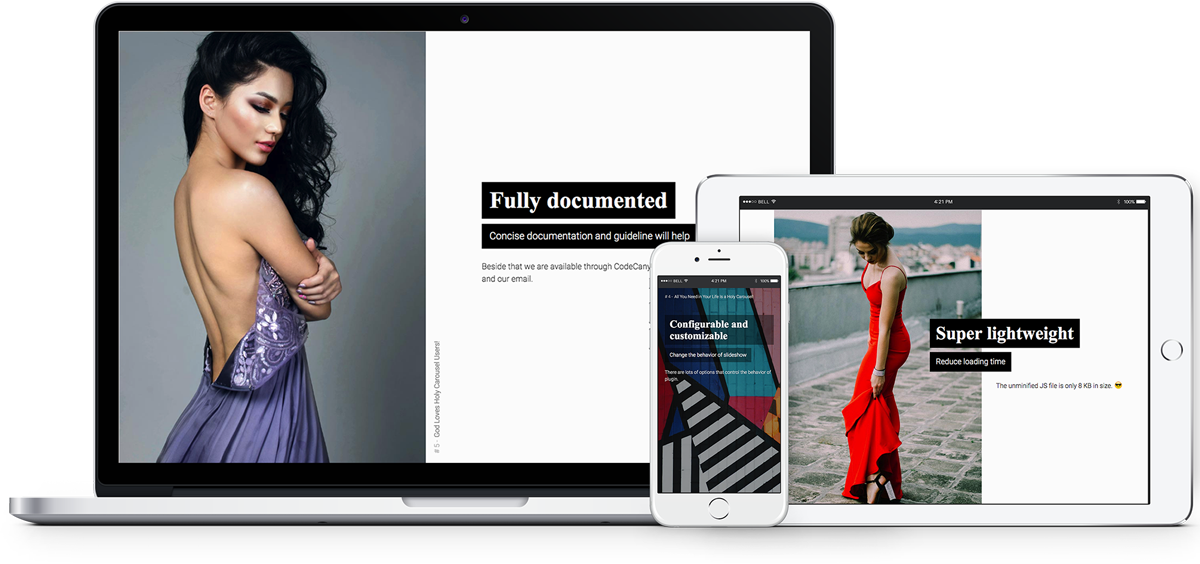 Fully documented
Concise documentation and guideline will help
Beside that we are available through CodeCany
and our email.
# 5 - God Loves Holy Carousel Users!
BELL
4:21 PM
100%
# 4 - All You Need in Your Life Is a Holy Carousel!
Configurable and
customizable
Change the behavior of slideshow
There are lots of options that control the behavior of
plugin.
BELL
4:21 PM
100%
Super lightweight
Reduce loading time
The unminified JS file is only 8 KB in size. 😎